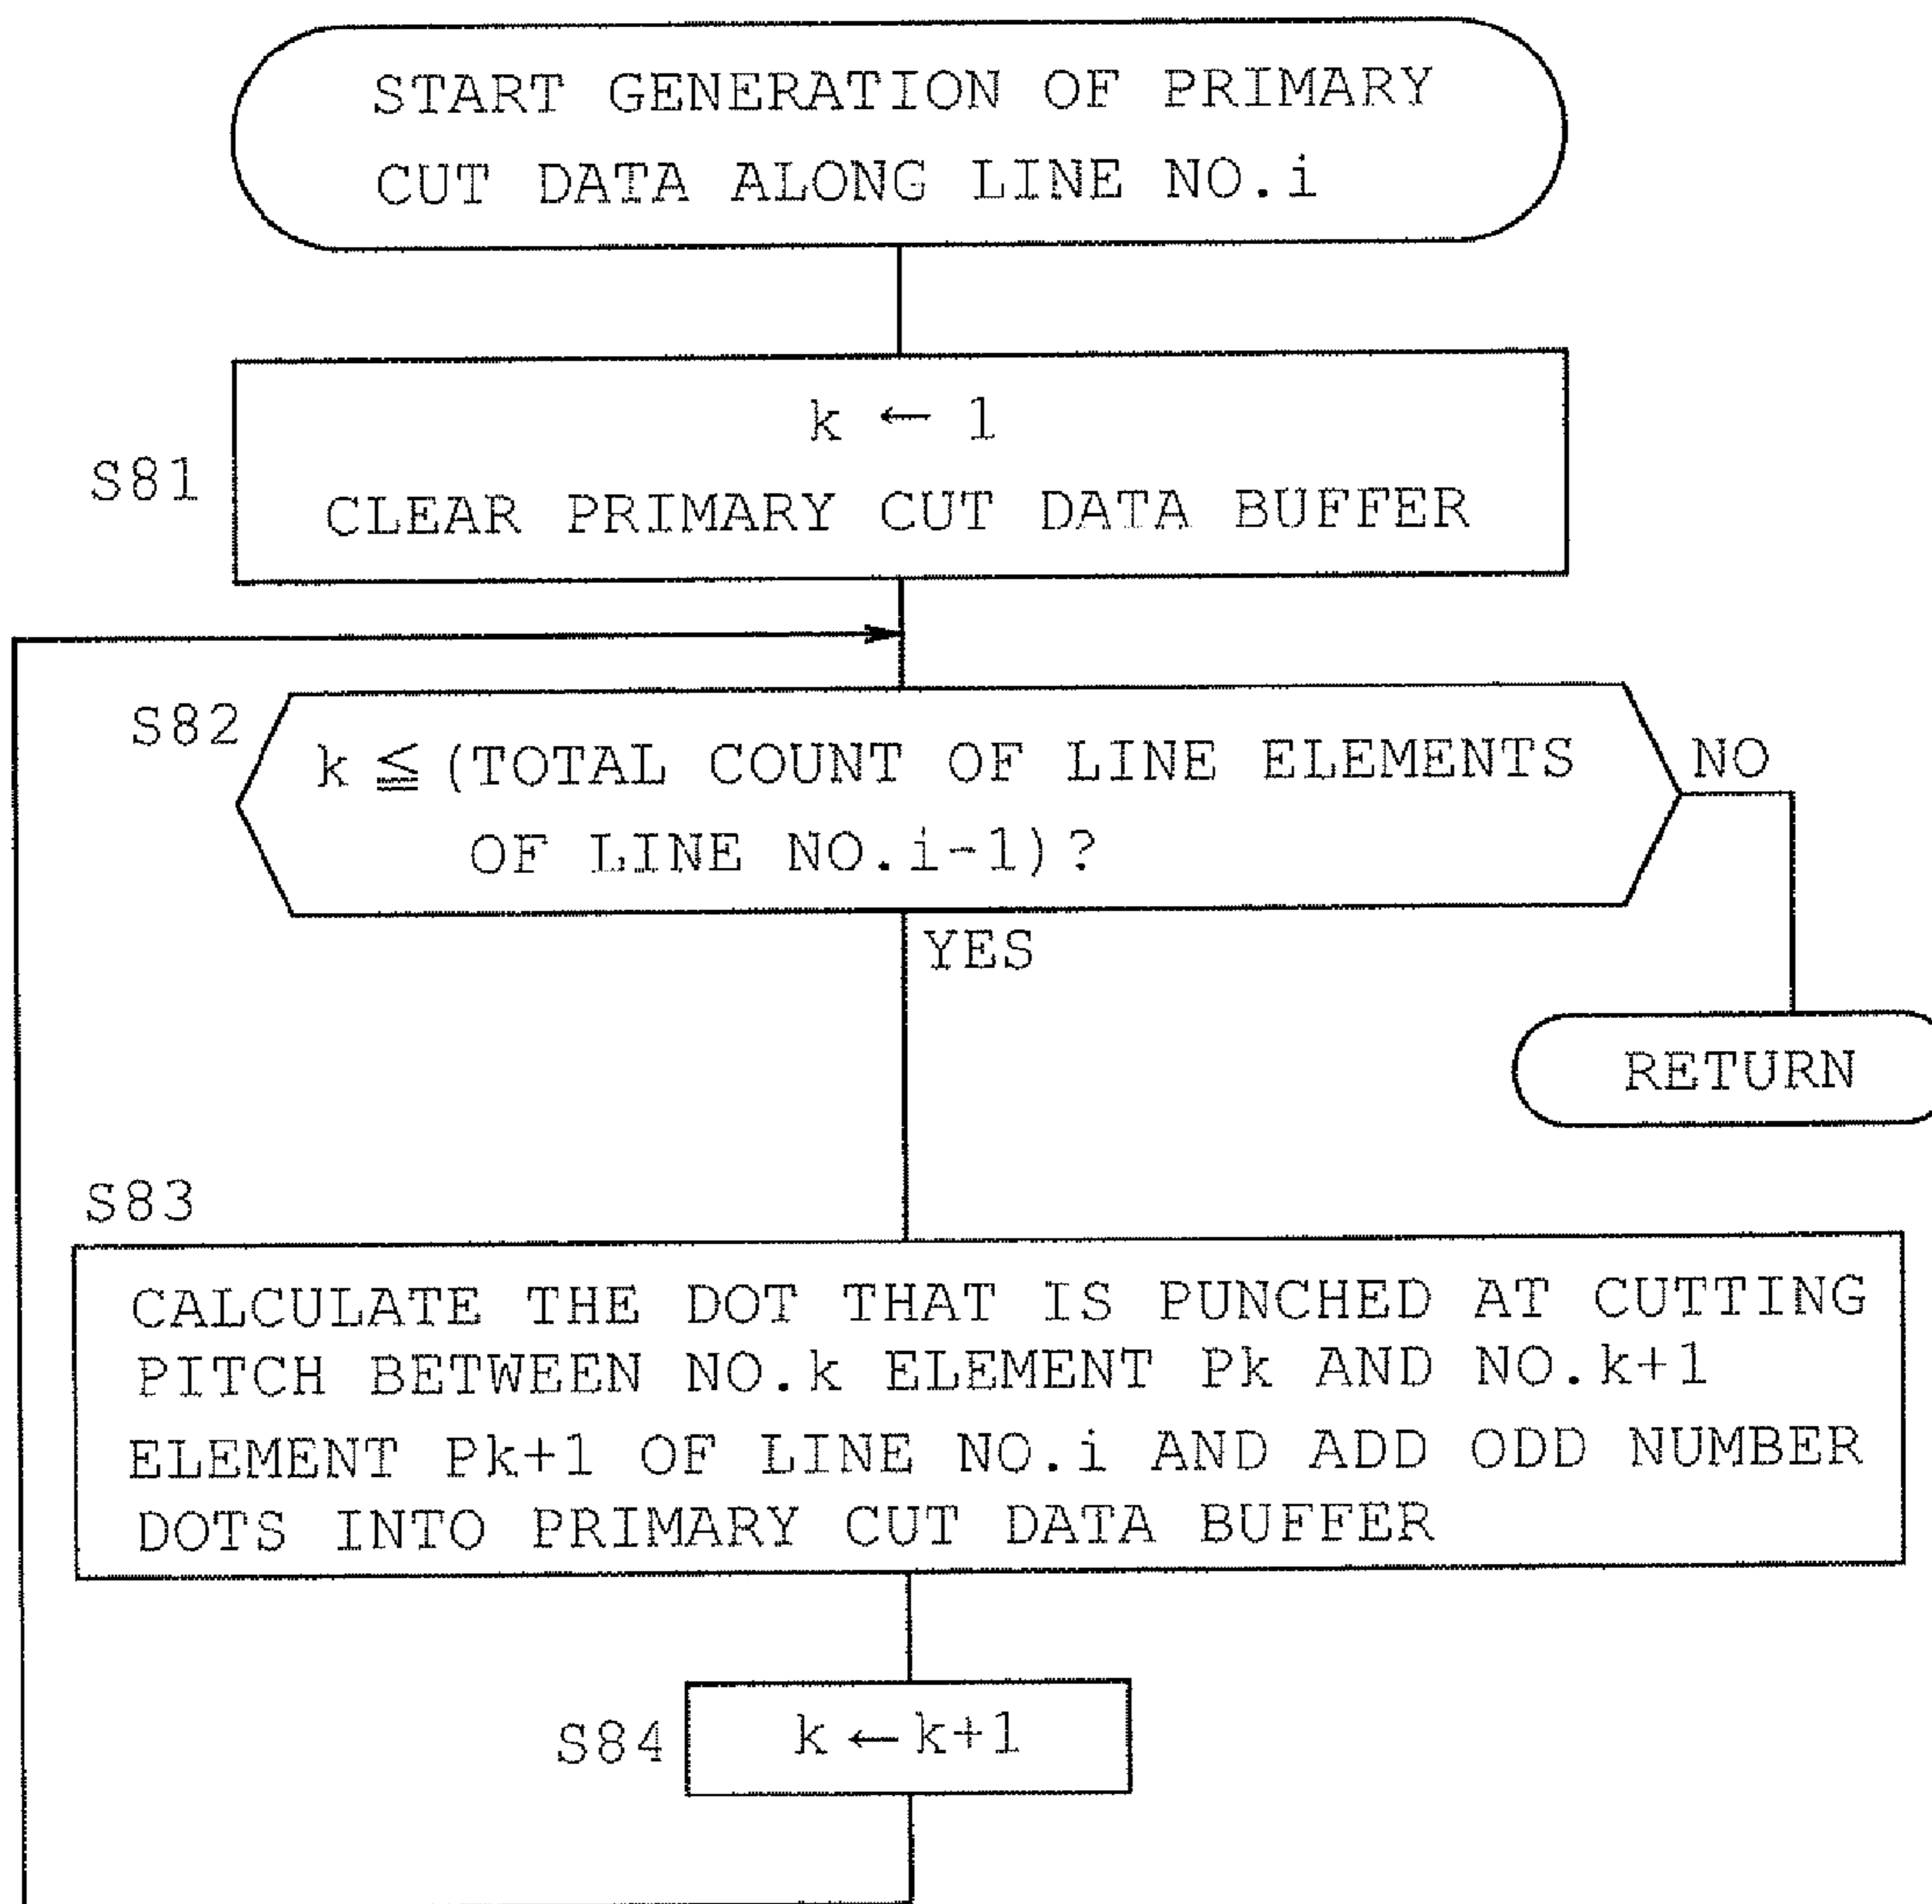 START GENERATION OF PRIMARY
CUT DATA ALONG LINE NO.i
S81
k ← 1
CLEAR PRIMARY CUT DATA BUFFER
S82
k ≦ (TOTAL COUNT OF LINE ELEMENTS
OF LINE NO.i-1)?
NO
YES
RETURN
S83
CALCULATE THE DOT THAT IS PUNCHED AT CUTTING
PITCH BETWEEN NO.k ELEMENT Pk AND NO.k+1
ELEMENT Pk+1 OF LINE NO.i AND ADD ODD NUMBER
DOTS INTO PRIMARY CUT DATA BUFFER
S84
k ← k+1